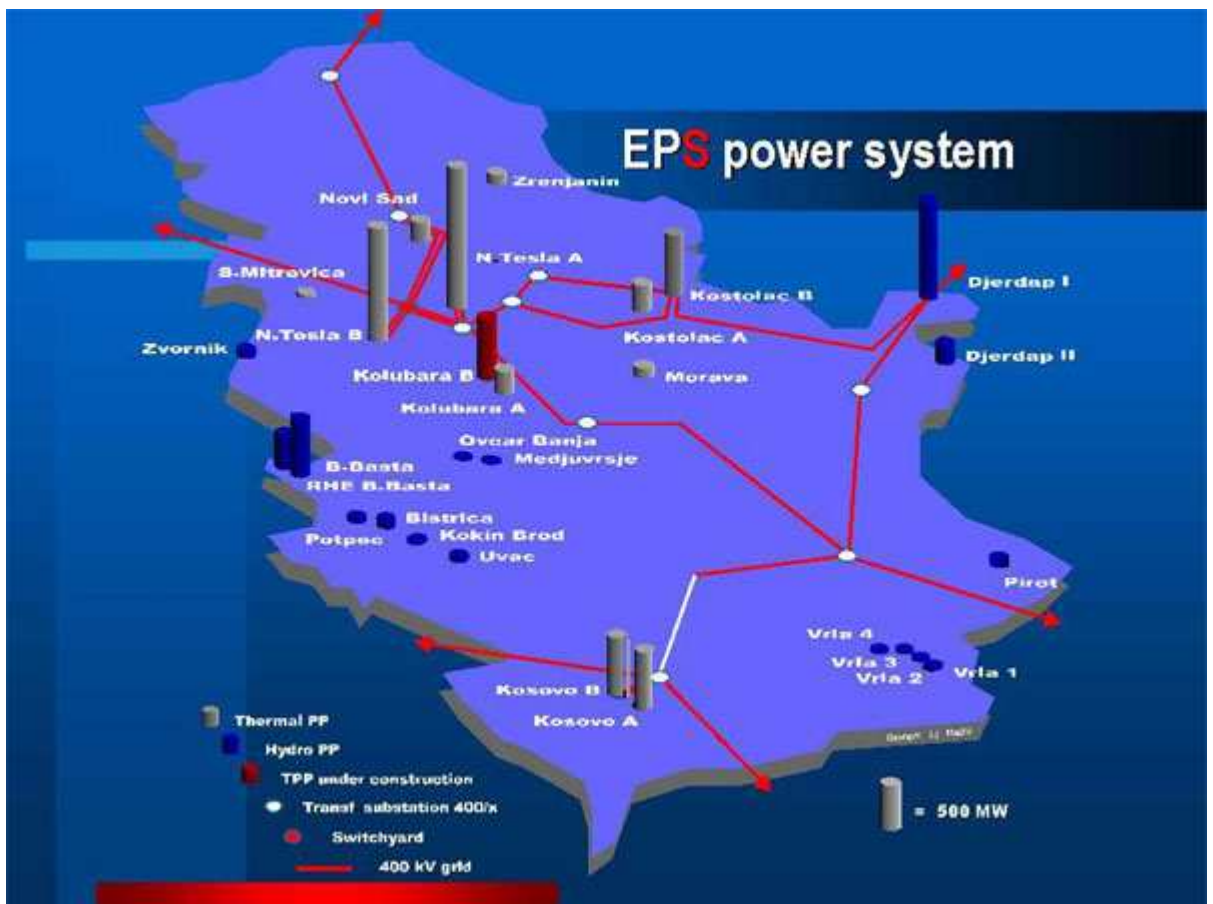 EPS power system
Zrenjanin
Novi Sad
N.Tesla A
S-Mitrovica
Djerdap I
Kostolac B
N.Tesla B
Kostolac A
Zvornik
Djerdap II
Kolubara B
Morava
Kolubara A
Ovcar Banja
Medjuvrsje
B-Basta
RHE B.Basta
Bistrica
Potpec
Kokin Brod
Uvac
Pirot
Vrla 4
Vrla 3
Vrla 2
Vrla 1
Kosovo B
Kosovo A
Thermal PP
Hydro PP
TPP under construction
Transf substation 400/x
Switchyard
400 kV grid
= 500 MW